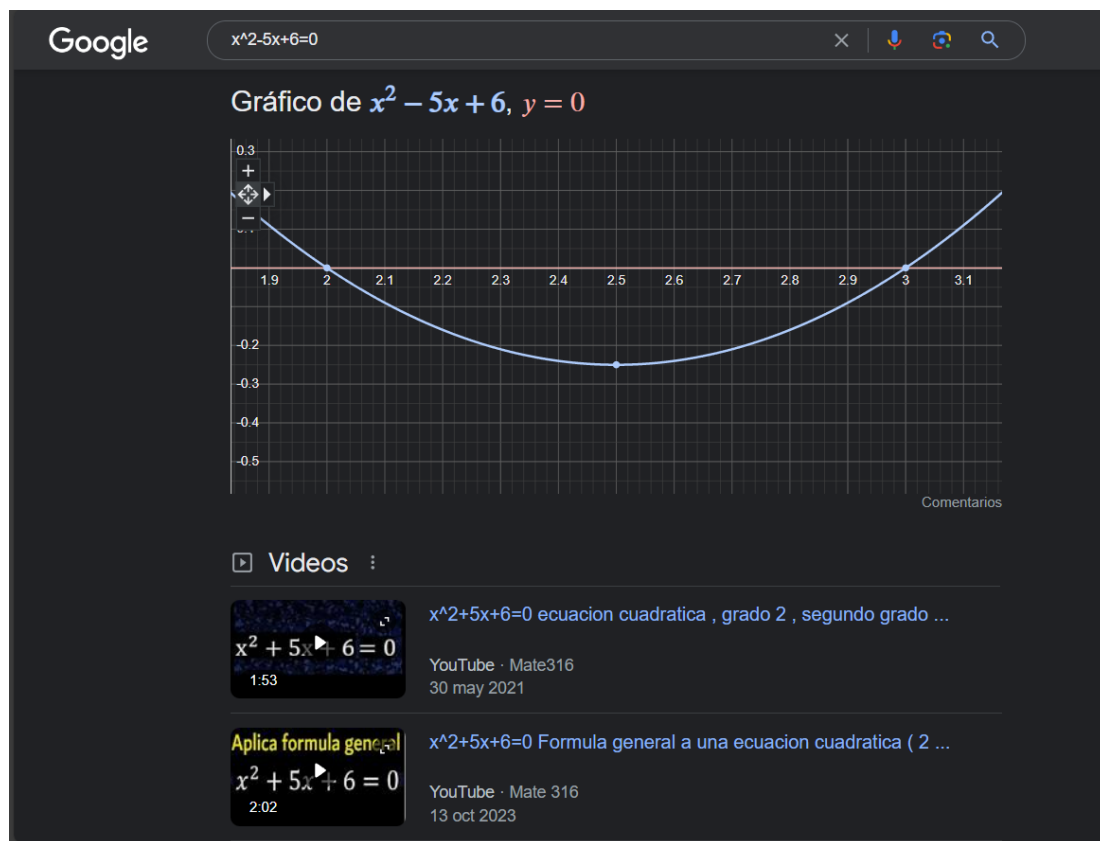 Google
x^2-5x+6=0
Gráfico de x² – 5x + 6, y = 0
0.3
1.9 2 2.1 2.2 2.3 2.4 2.5 2.6 2.7 2.8 2.9 3 3.1
-0.2
-0.3
-0.4
-0.5
Comentarios
Videos
x² + 5x + 6 = 0
1:53
x^2+5x+6=0 ecuacion cuadratica , grado 2 , segundo grado ...
YouTube · Mate316
30 may 2021
Aplica formula general
x² + 5x + 6 = 0
2:02
x^2+5x+6=0 Formula general a una ecuacion cuadratica ( 2 ...
YouTube · Mate 316
13 oct 2023